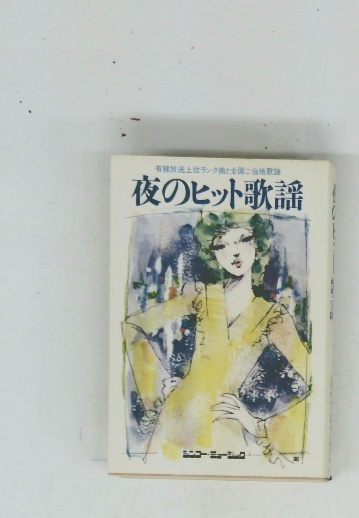 有線放送上位ランク曲と全国ご当地歌謡
夜のヒット歌謡
シンコー・ミュージック